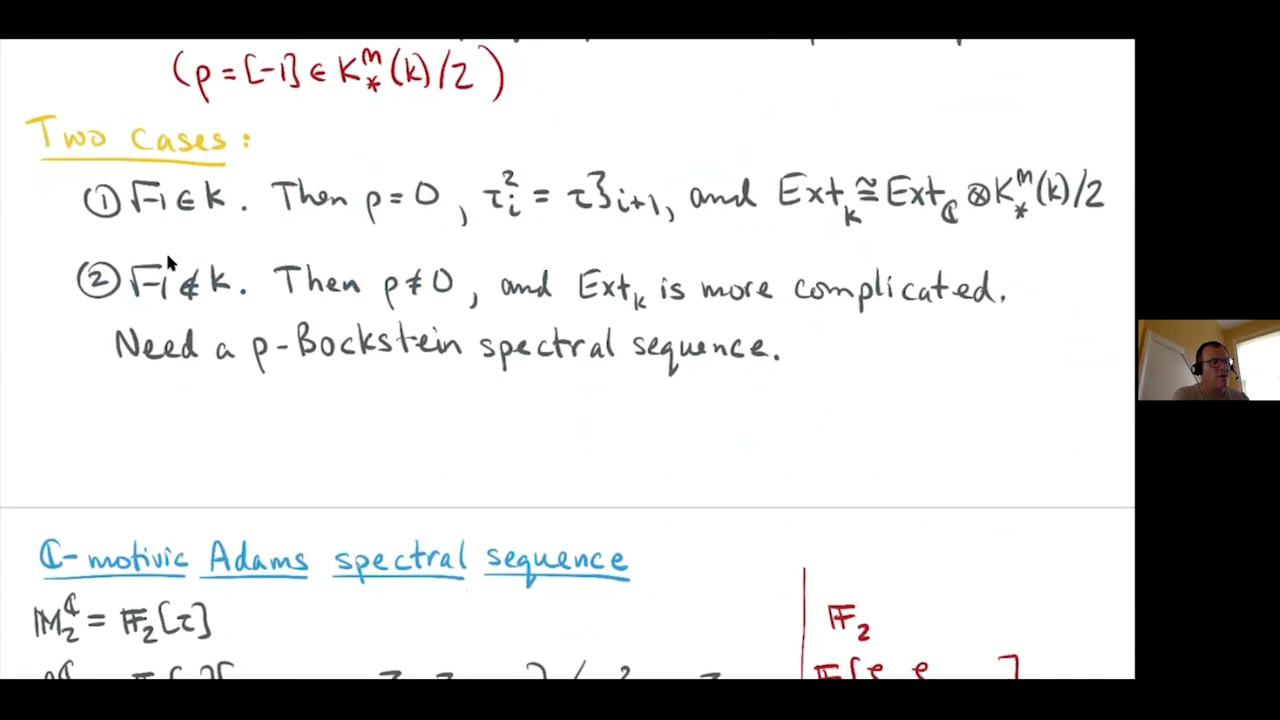 (ρ = [-1] ∈ K^M_*(k)/2)
Two cases:
① √-1 ∈ k. Then ρ = 0, τ_i^2 = τξ_{i+1}, and Ext_k ≅ Ext_ℂ ⊗ K^M_*(k)/2
② √-1 ∉ k. Then ρ ≠ 0, and Ext_k is more complicated.
Need a ρ-Bockstein spectral sequence.
ℂ-motivic Adams spectral sequence
𝕄_2^ℂ = 𝔽_2[τ]
𝔽_2